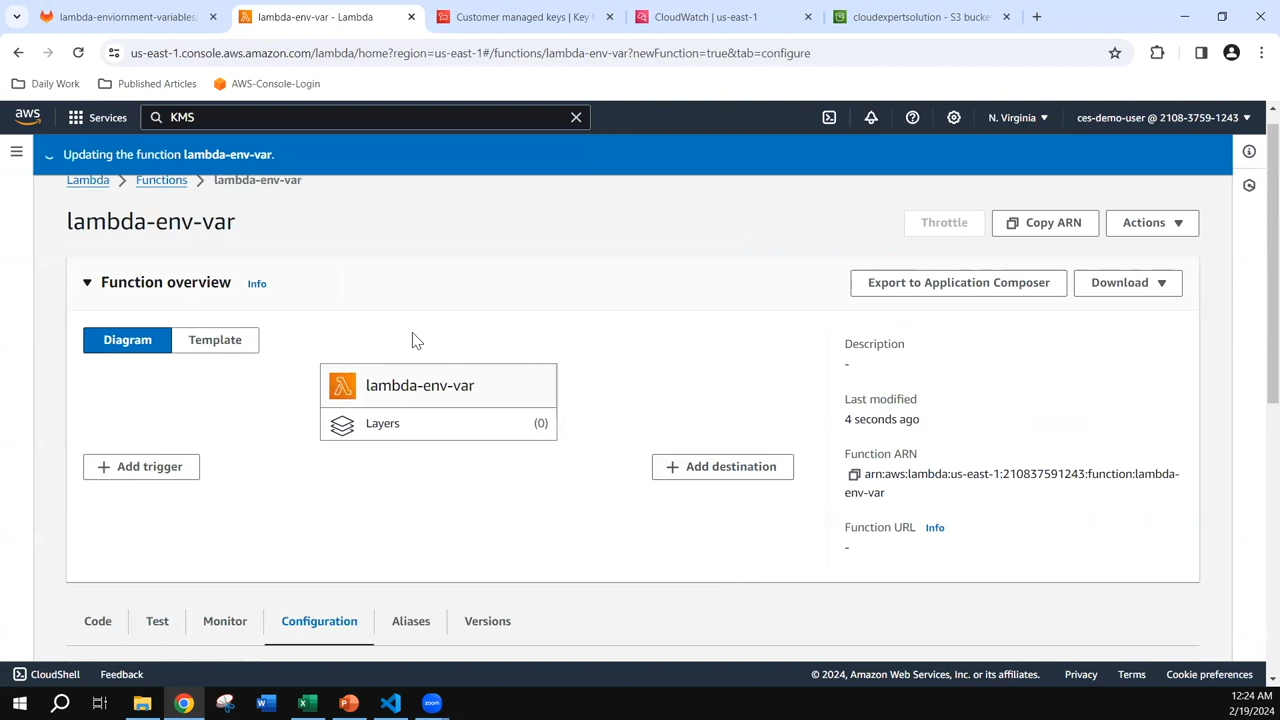 lambda-enviornment-variables
lambda-env-var - Lambda
Customer managed keys | Key
CloudWatch | us-east-1
cloudexpertsolution - S3 bucke
us-east-1.console.aws.amazon.com/lambda/home?region=us-east-1#/functions/lambda-env-var?newFunction=true&tab=configure
Daily Work
Published Articles
AWS-Console-Login
aws
Services
KMS
N. Virginia
ces-demo-user @ 2108-3759-1243
Updating the function lambda-env-var.
Lambda
Functions
lambda-env-var
lambda-env-var
Throttle
Copy ARN
Actions
Function overview
Info
Export to Application Composer
Download
Diagram
Template
lambda-env-var
Layers
(0)
Add trigger
Add destination
Description
-
Last modified
4 seconds ago
Function ARN
arn:aws:lambda:us-east-1:210837591243:function:lambda-
env-var
Function URL
Info
-
Code
Test
Monitor
Configuration
Aliases
Versions
CloudShell
Feedback
© 2024, Amazon Web Services, Inc. or its affiliates.
Privacy
Terms
Cookie preferences
zoom
12:24 AM
2/19/2024